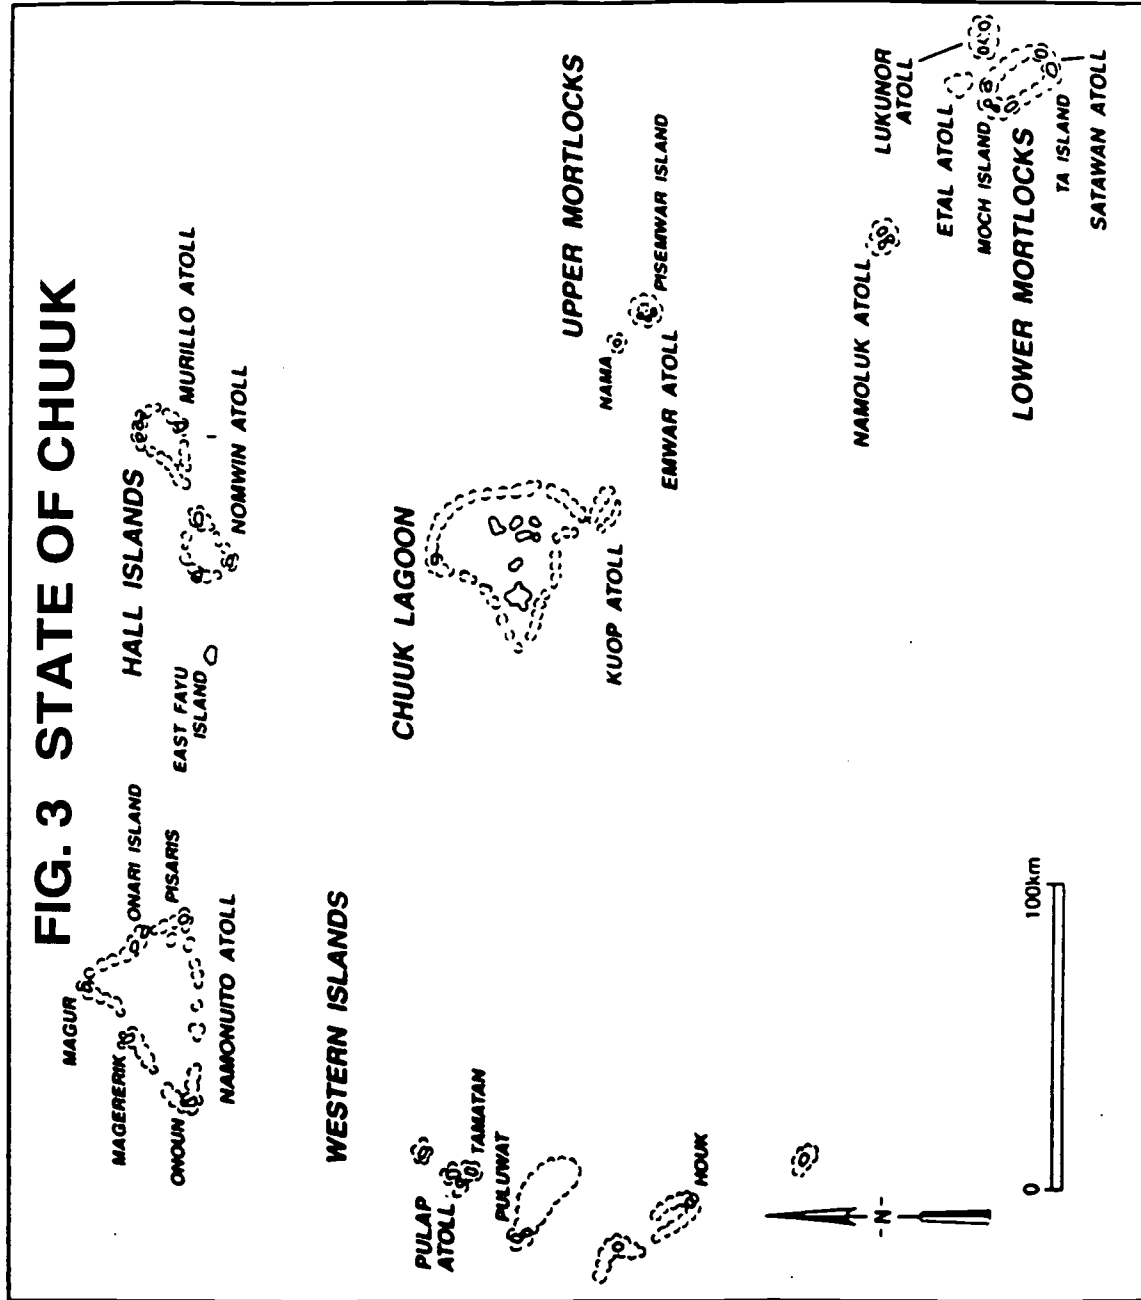 FIG. 3 STATE OF CHUUK
MAGUR
MAGERERIK
ONOUN
ONARI ISLAND
PISARIS
NAMONUITO ATOLL
EAST FAYU
ISLAND
HALL ISLANDS
MURILLO ATOLL
NOMWIN ATOLL
WESTERN ISLANDS
PULAP
ATOLL
TAMATAN
PULUWAT
HOUK
CHUUK LAGOON
KUOP ATOLL
UPPER MORTLOCKS
NAMA
PISEMWAR ISLAND
EMWAR ATOLL
NAMOLUK ATOLL
LUKUNOR
ATOLL
ETAL ATOLL
MOCH ISLAND
LOWER MORTLOCKS
TA ISLAND
SATAWAN ATOLL
-N-
0
100km